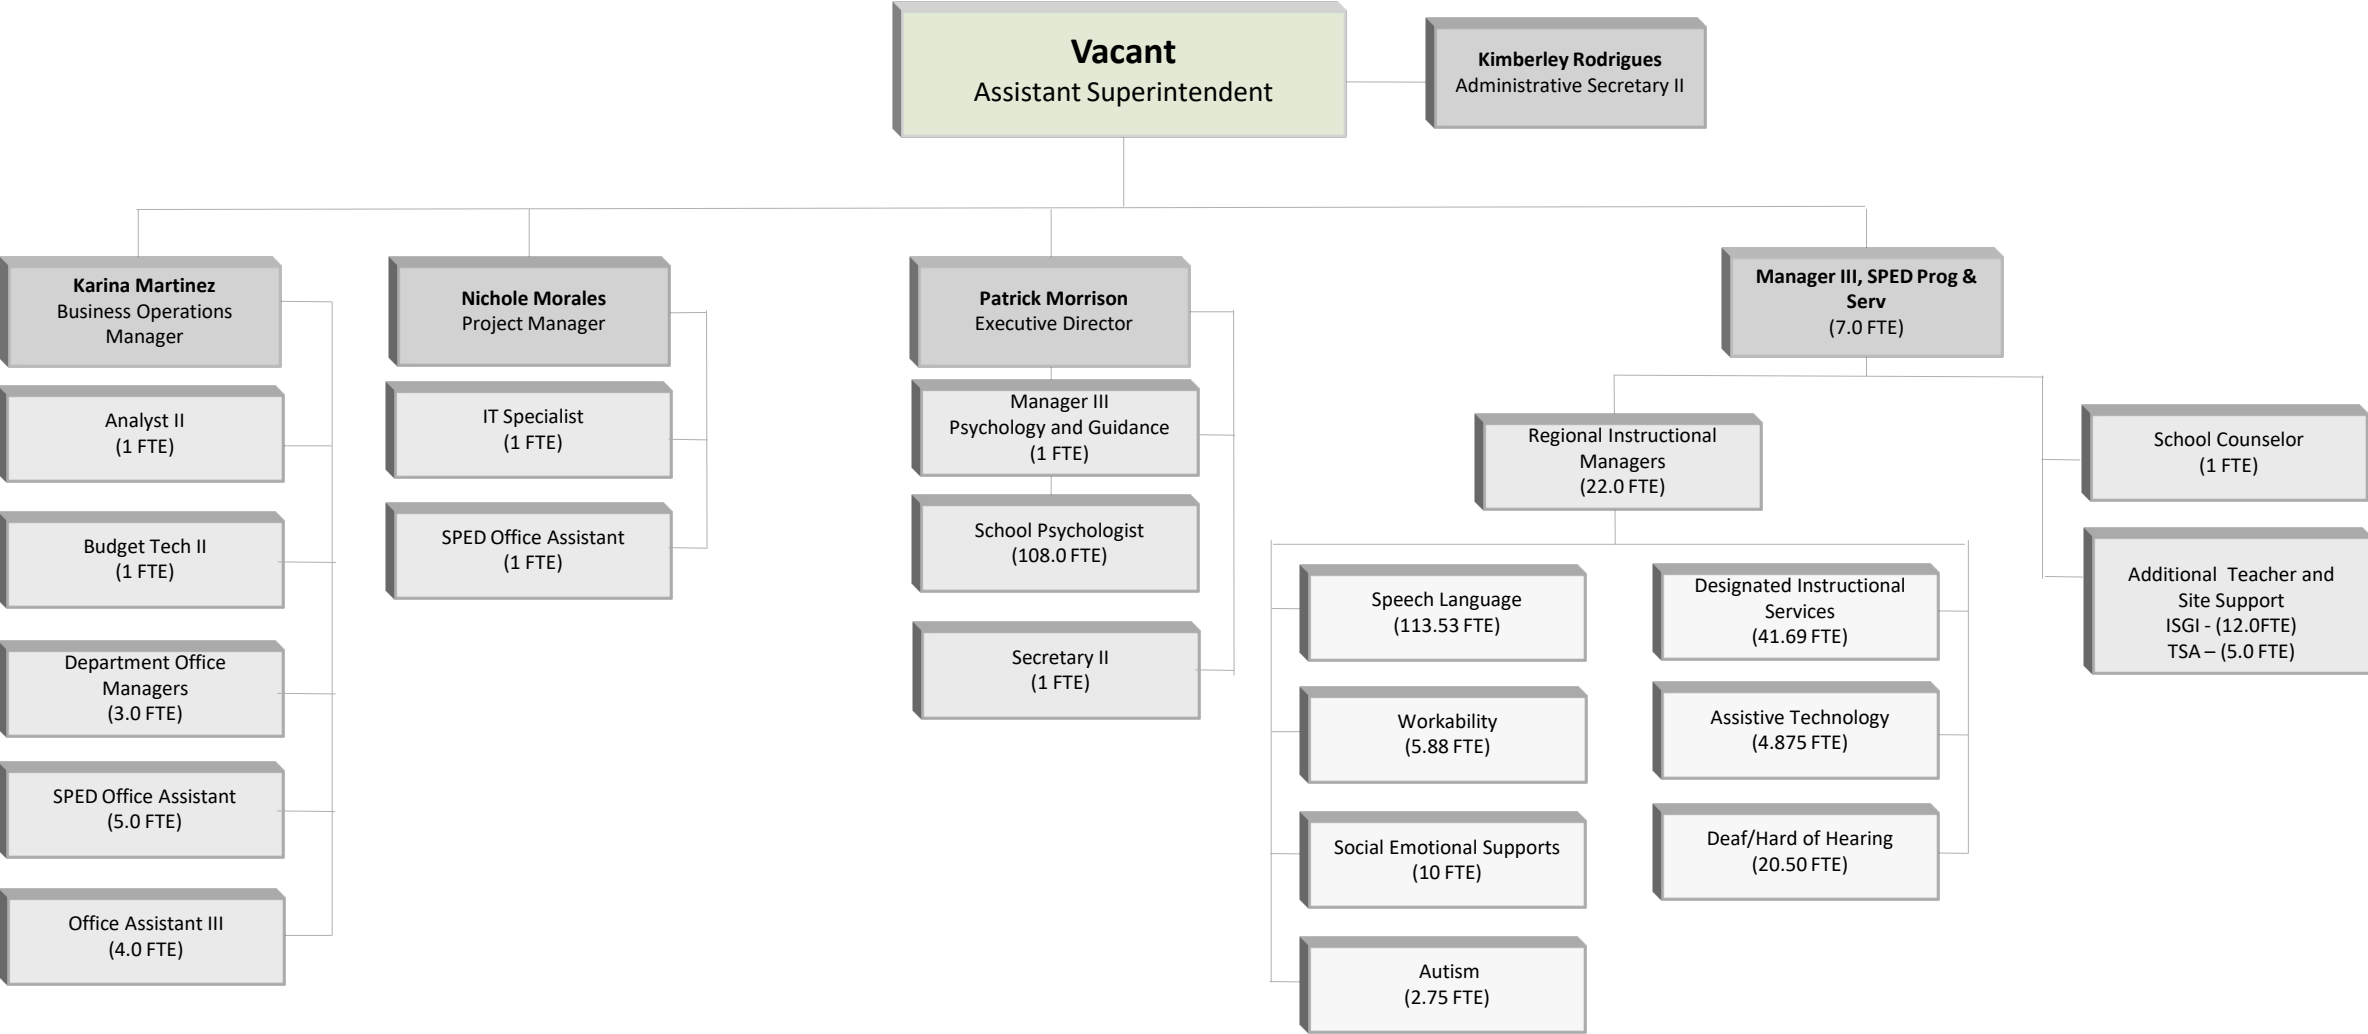 Vacant
Assistant Superintendent
Kimberley Rodrigues
Administrative Secretary II
Karina Martinez
Business Operations
Manager
Analyst II
(1 FTE)
Budget Tech II
(1 FTE)
Department Office
Managers
(3.0 FTE)
SPED Office Assistant
(5.0 FTE)
Office Assistant III
(4.0 FTE)
Nichole Morales
Project Manager
IT Specialist
(1 FTE)
SPED Office Assistant
(1 FTE)
Patrick Morrison
Executive Director
Manager III
Psychology and Guidance
(1 FTE)
School Psychologist
(108.0 FTE)
Secretary II
(1 FTE)
Manager III, SPED Prog &
Serv
(7.0 FTE)
Regional Instructional
Managers
(22.0 FTE)
Speech Language
(113.53 FTE)
Workability
(5.88 FTE)
Social Emotional Supports
(10 FTE)
Autism
(2.75 FTE)
Designated Instructional
Services
(41.69 FTE)
Assistive Technology
(4.875 FTE)
Deaf/Hard of Hearing
(20.50 FTE)
School Counselor
(1 FTE)
Additional  Teacher and
Site Support
ISGI - (12.0FTE)
TSA – (5.0 FTE)